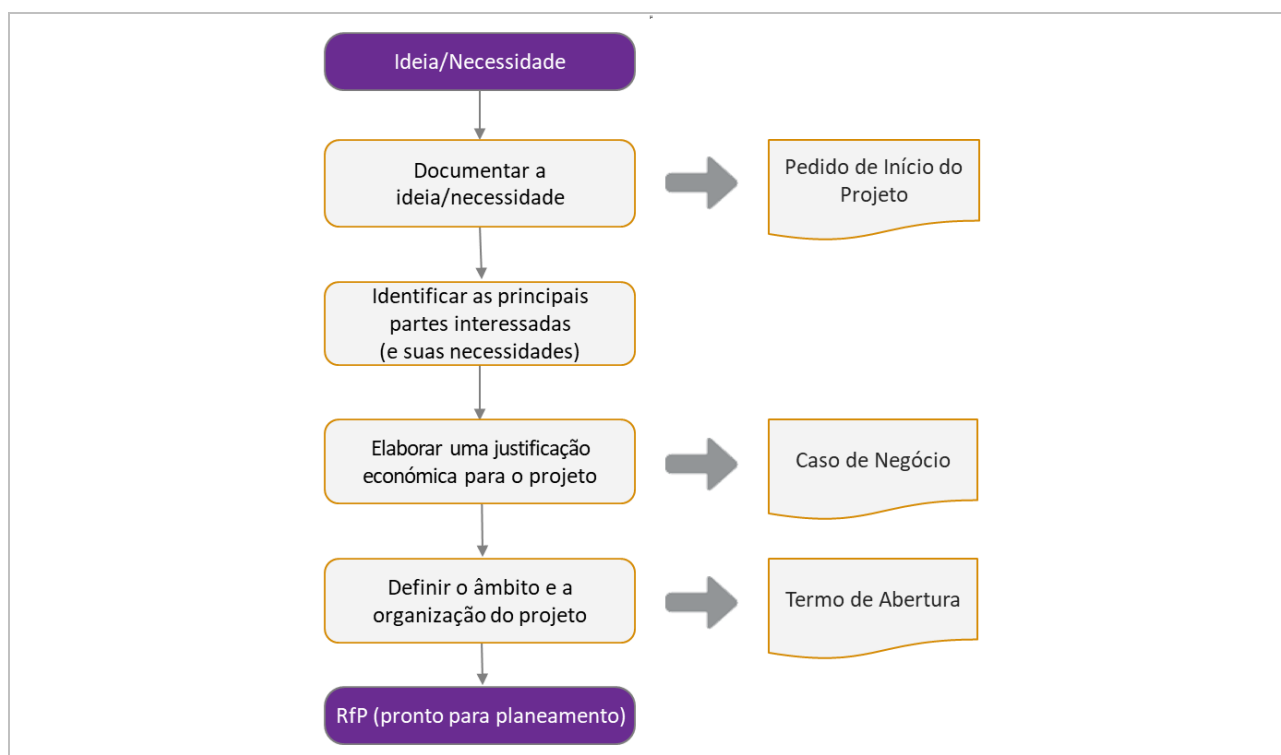 Ideia/Necessidade
Documentar a
ideia/necessidade
Pedido de Início do
Projeto
Identificar as principais
partes interessadas
(e suas necessidades)
Elaborar uma justificação
económica para o projeto
Caso de Negócio
Definir o âmbito e a
organização do projeto
Termo de Abertura
RfP (pronto para planeamento)